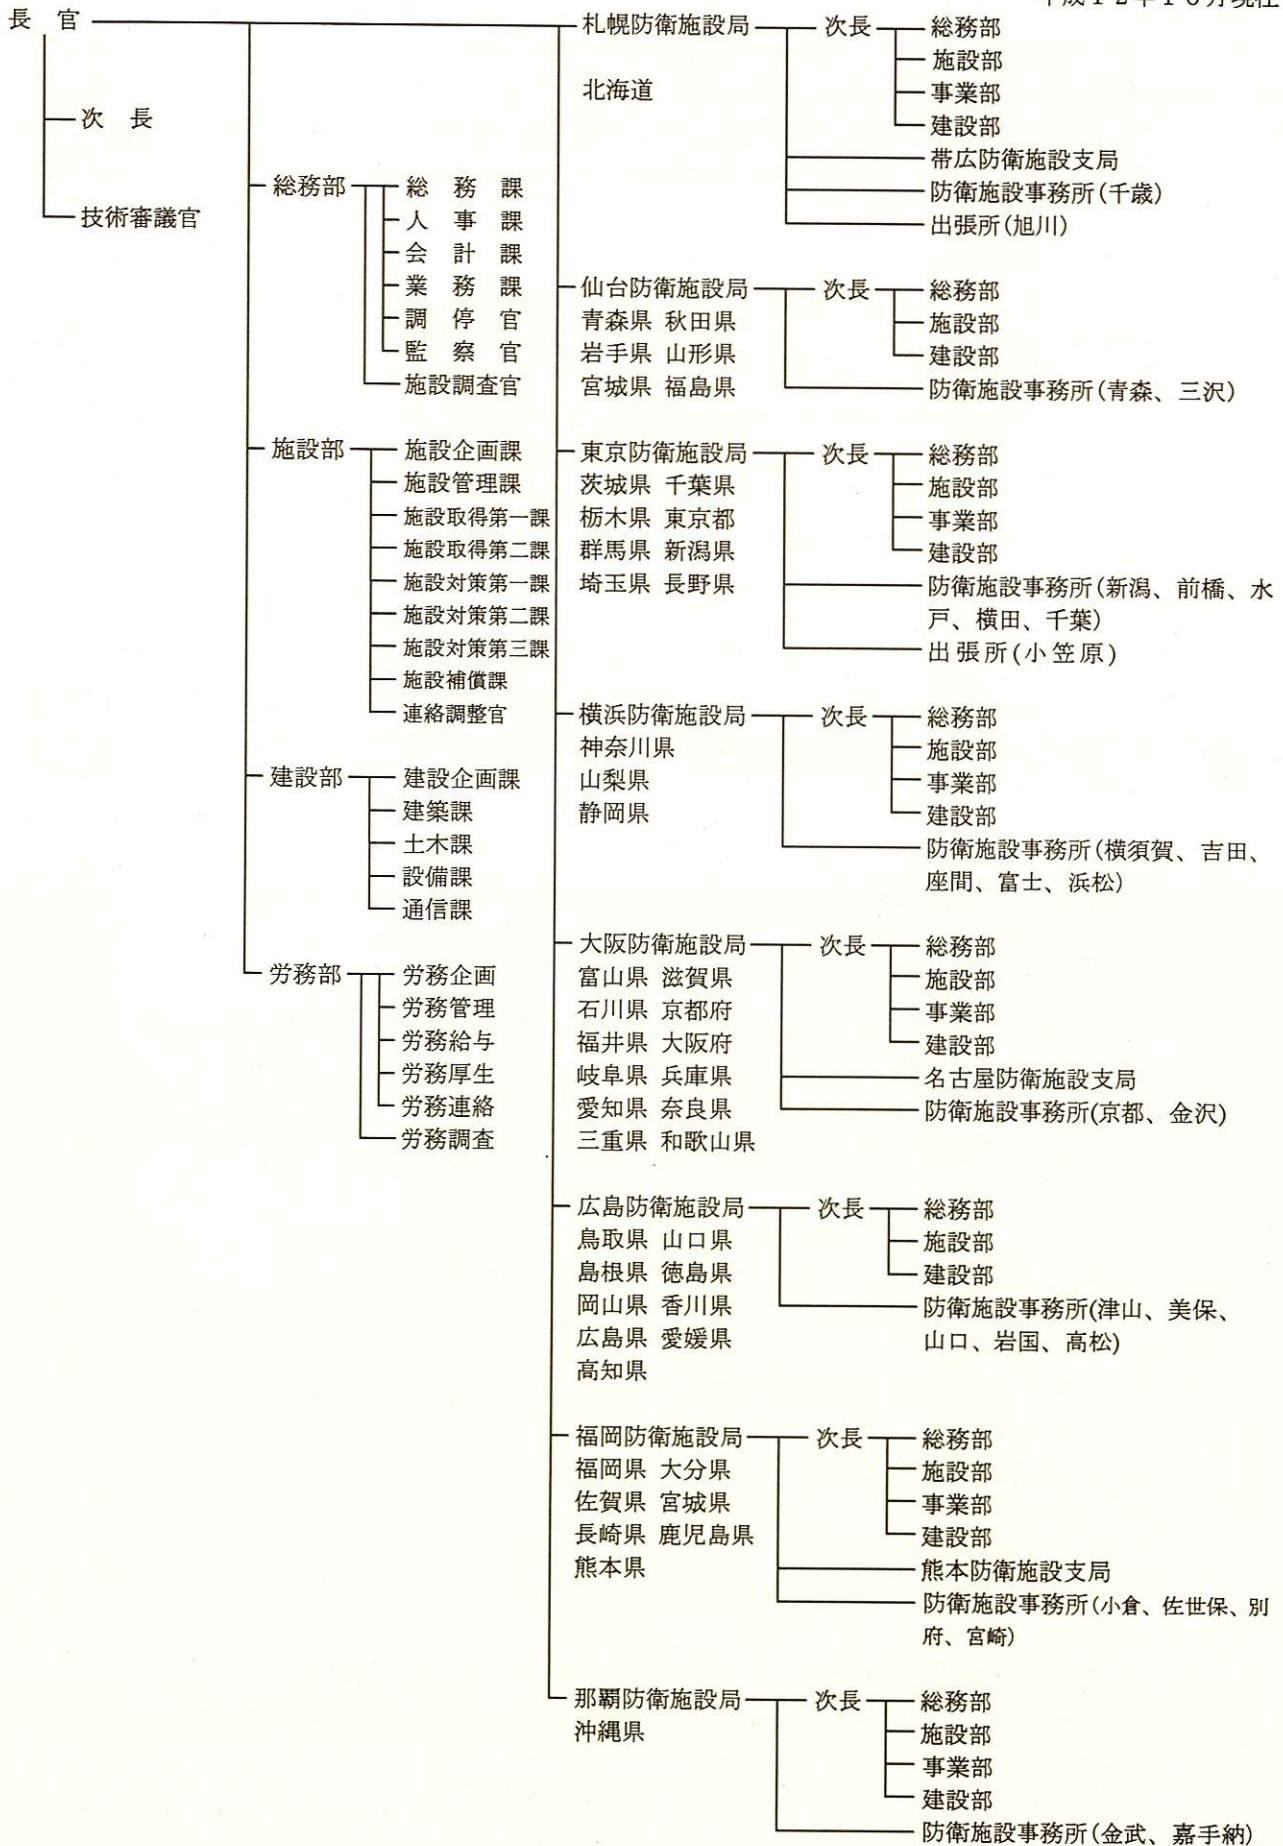 平成12年10月現在
長 官
次 長
技術審議官
総務部
総 務 課
人 事 課
会 計 課
業 務 課
調 停 官
監 察 官
施設調査官
施設部
施設企画課
施設管理課
施設取得第一課
施設取得第二課
施設対策第一課
施設対策第二課
施設対策第三課
施設補償課
連絡調整官
建設部
建設企画課
建築課
土木課
設備課
通信課
労務部
労務企画
労務管理
労務給与
労務厚生
労務連絡
労務調査
札幌防衛施設局
北海道
次長
総務部
施設部
事業部
建設部
帯広防衛施設支局
防衛施設事務所(千歳)
出張所(旭川)
仙台防衛施設局
青森県 秋田県
岩手県 山形県
宮城県 福島県
次長
総務部
施設部
建設部
防衛施設事務所(青森、三沢)
東京防衛施設局
茨城県 千葉県
栃木県 東京都
群馬県 新潟県
埼玉県 長野県
次長
総務部
施設部
事業部
建設部
防衛施設事務所(新潟、前橋、水
戸、横田、千葉)
出張所(小笠原)
横浜防衛施設局
神奈川県
山梨県
静岡県
次長
総務部
施設部
事業部
建設部
防衛施設事務所(横須賀、吉田、
座間、富士、浜松)
大阪防衛施設局
富山県 滋賀県
石川県 京都府
福井県 大阪府
岐阜県 兵庫県
愛知県 奈良県
三重県 和歌山県
次長
総務部
施設部
事業部
建設部
名古屋防衛施設支局
防衛施設事務所(京都、金沢)
広島防衛施設局
鳥取県 山口県
島根県 徳島県
岡山県 香川県
広島県 愛媛県
高知県
次長
総務部
施設部
建設部
防衛施設事務所(津山、美保、
山口、岩国、高松)
福岡防衛施設局
福岡県 大分県
佐賀県 宮城県
長崎県 鹿児島県
熊本県
次長
総務部
施設部
事業部
建設部
熊本防衛施設支局
防衛施設事務所(小倉、佐世保、別
府、宮崎)
那覇防衛施設局
沖縄県
次長
総務部
施設部
事業部
建設部
防衛施設事務所(金武、嘉手納)